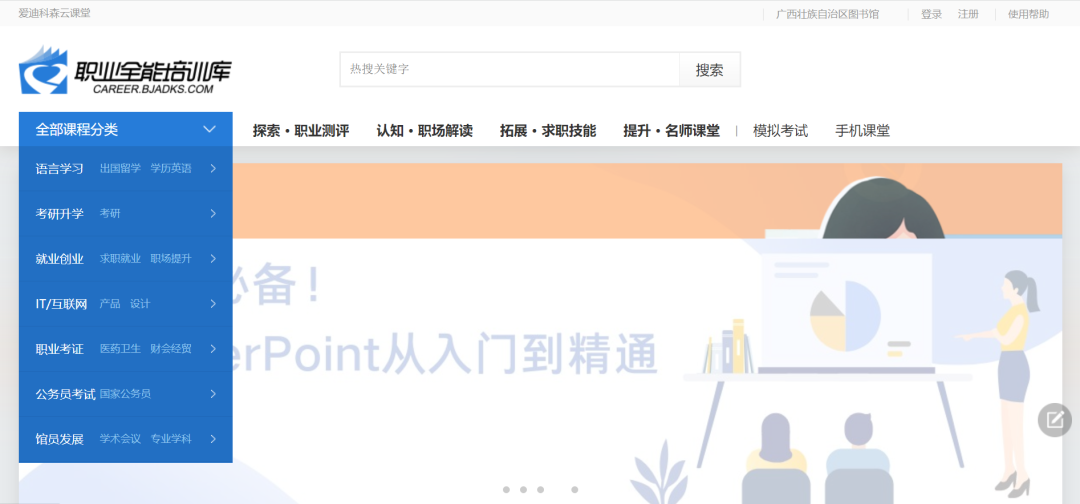 爱迪科森云课堂
广西壮族自治区图书馆 登录 注册 使用帮助
职业全能培训库
CAREER.BJADKS.COM
热搜关键字 搜索
全部课程分类
探索・职业测评 认知・职场解读 拓展・求职技能 提升・名师课堂 | 模拟考试 手机课堂
语言学习 出国留学 学历英语
考研升学 考研
就业创业 求职就业 职场提升
IT/互联网 产品 设计
职业考证 医药卫生 财会经贸
公务员考试 国家公务员
馆员发展 学术会议 专业学科
必备！
erPoint从入门到精通